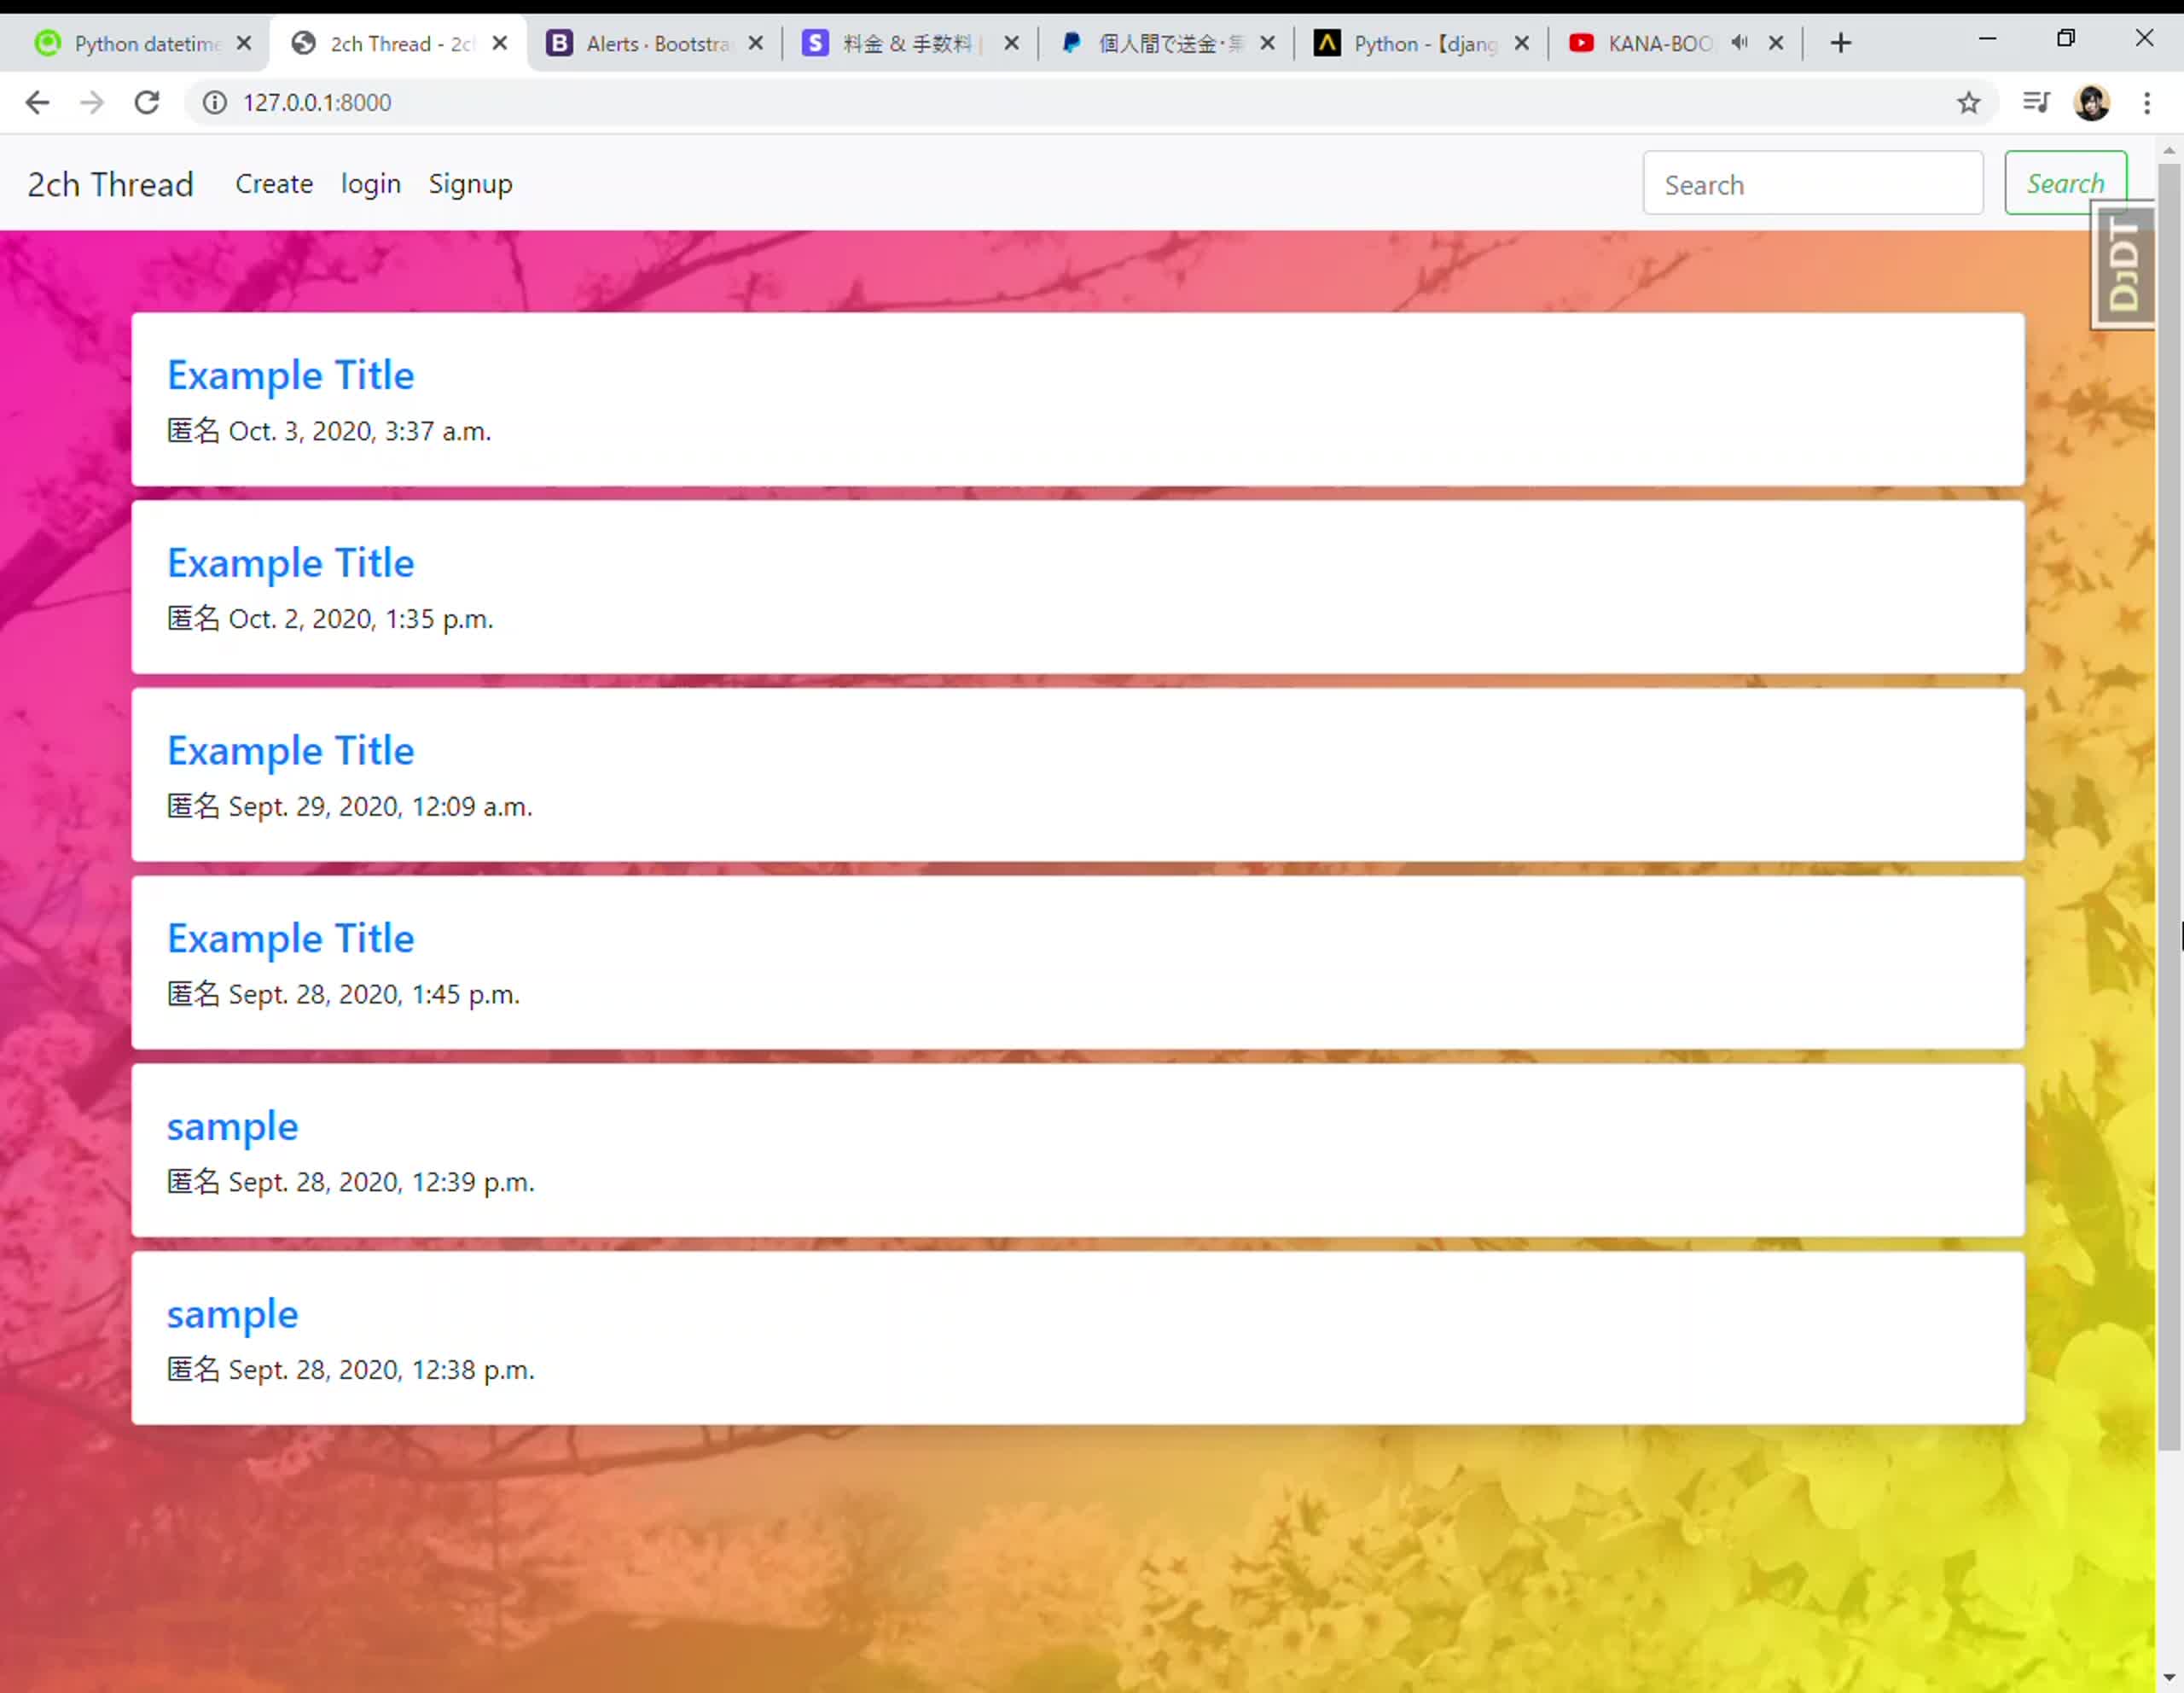 Python datetime
2ch Thread - 2c
Alerts · Bootstra
料金 & 手数料
個人間で送金・集
Python - 【djang
KANA-BOO
127.0.0.1:8000
2ch Thread
Create
login
Signup
Search
Search
DJDT
Example Title
匿名 Oct. 3, 2020, 3:37 a.m.
Example Title
匿名 Oct. 2, 2020, 1:35 p.m.
Example Title
匿名 Sept. 29, 2020, 12:09 a.m.
Example Title
匿名 Sept. 28, 2020, 1:45 p.m.
sample
匿名 Sept. 28, 2020, 12:39 p.m.
sample
匿名 Sept. 28, 2020, 12:38 p.m.